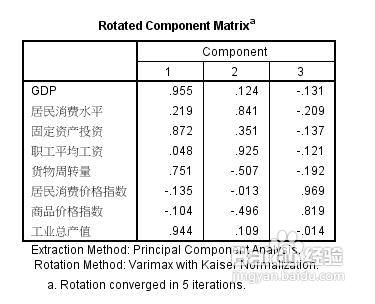 Rotated Component Matrixa
Component
1 2 3
GDP .955 .124 -.131
居民消费水平 .219 .841 -.209
固定资产投资 .872 .351 -.137
职工平均工资 .048 .925 -.121
货物周转量 .751 -.507 -.192
居民消费价格指数 -.135 -.013 .969
商品价格指数 -.104 -.496 .819
工业总产值 .944 .109 -.014
Extraction Method: Principal Component Analysis.
Rotation Method: Varimax with Kaiser Normalization.
a. Rotation converged in 5 iterations.